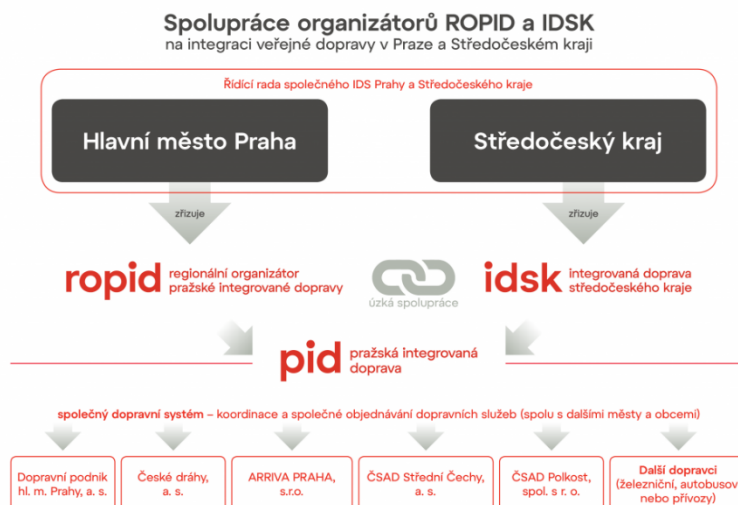 Spolupráce organizátorů ROPID a IDSK
na integraci veřejné dopravy v Praze a Středočeském kraji
Řídící rada společného IDS Prahy a Středočeského kraje
Hlavní město Praha
Středočeský kraj
zřizuje
zřizuje
ropid
regionální organizátor
pražské integrované dopravy
úzká spolupráce
idsk
integrovaná doprava
středočeského kraje
pid
pražská integrovaná
doprava
společný dopravní systém – koordinace a společné objednávání dopravních služeb (spolu s dalšími městy a obcemi)
Dopravní podnik
hl. m. Prahy, a. s.
České dráhy,
a. s.
ARRIVA PRAHA,
s.r.o.
ČSAD Střední Čechy,
a. s.
ČSAD Polkost,
spol. s r. o.
Další dopravci
(železniční, autobusov
nebo přívozy)